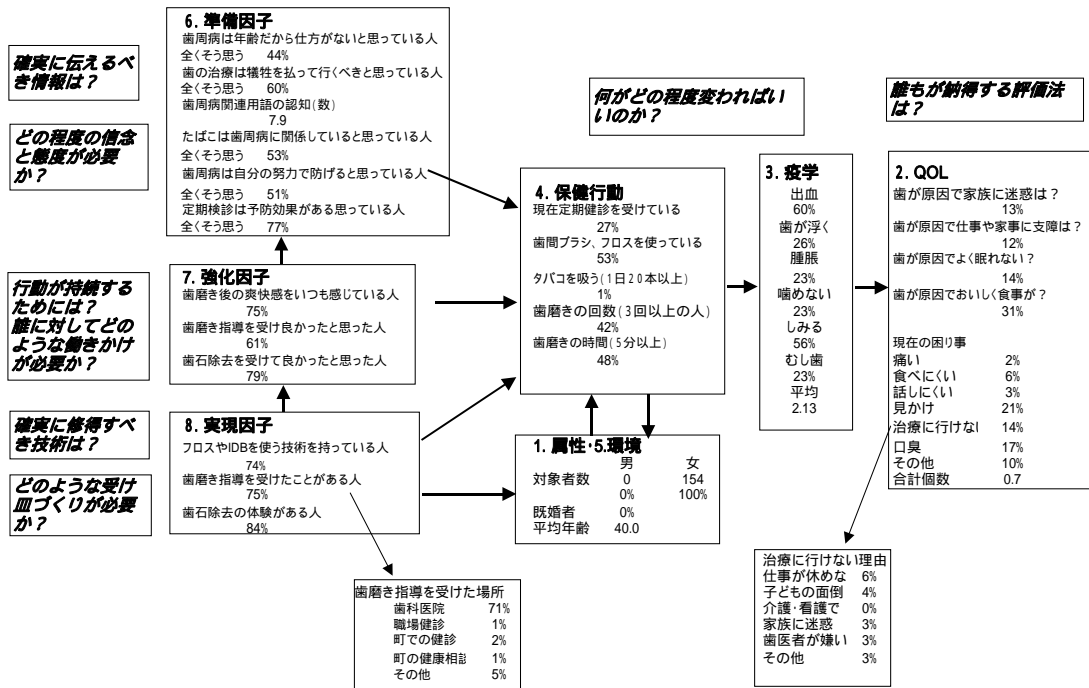 確実に伝えるべ
き情報は？
どの程度の信念
と態度が必要
か？
行動が持続する
ためには？
誰に対してどの
ような働きかけ
が必要か？
確実に修得すべ
き技術は？
どのような受け
皿づくりが必要
か？
6. 準備因子
歯周病は年齢だから仕方がないと思っている人
全くそう思う 44%
歯の治療は犠牲を払って行くべきと思っている人
全くそう思う 60%
歯周病関連用語の認知(数)
7.9
たばこは歯周病に関係していると思っている人
全くそう思う 53%
歯周病は自分の努力で防げると思っている人
全くそう思う 51%
定期検診は予防効果がある思っている人
全くそう思う 77%
7. 強化因子
歯磨き後の爽快感をいつも感じている人
75%
歯磨き指導を受け良かったと思った人
61%
歯石除去を受けて良かったと思った人
79%
8. 実現因子
フロスやIDBを使う技術を持っている人
74%
歯磨き指導を受けたことがある人
75%
歯石除去の体験がある人
84%
歯磨き指導を受けた場所
歯科医院 71%
職場健診 1%
町での健診 2%
町の健康相談 1%
その他 5%
何がどの程度変わればい
いのか？
4. 保健行動
現在定期健診を受けている
27%
歯間ブラシ、フロスを使っている
53%
タバコを吸う(1日20本以上)
1%
歯磨きの回数(3回以上の人)
42%
歯磨きの時間(5分以上)
48%
1. 属性・5.環境
男 女
対象者数 0 154
0% 100%
既婚者 0%
平均年齢 40.0
3. 疫学
出血
60%
歯が浮く
26%
腫脹
23%
噛めない
23%
しみる
56%
むし歯
23%
平均
2.13
誰もが納得する評価法
は？
2. QOL
歯が原因で家族に迷惑は？
13%
歯が原因で仕事や家事に支障は？
12%
歯が原因でよく眠れない？
14%
歯が原因でおいしく食事が？
31%
現在の困り事
痛い 2%
食べにくい 6%
話しにくい 3%
見かけ 21%
治療に行けない 14%
口臭 17%
その他 10%
合計個数 0.7
治療に行けない理由
仕事が休めな 6%
子どもの面倒 4%
介護・看護で 0%
家族に迷惑 3%
歯医者が嫌い 3%
その他 3%